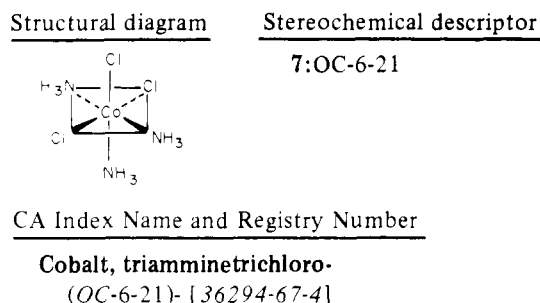 Structural diagram Stereochemical descriptor
7:OC-6-21
Cl
H3N Cl
Co
Cl NH3
NH3
CA Index Name and Registry Number
Cobalt, triamminetrichloro-
(OC-6-21)- [36294-67-4]